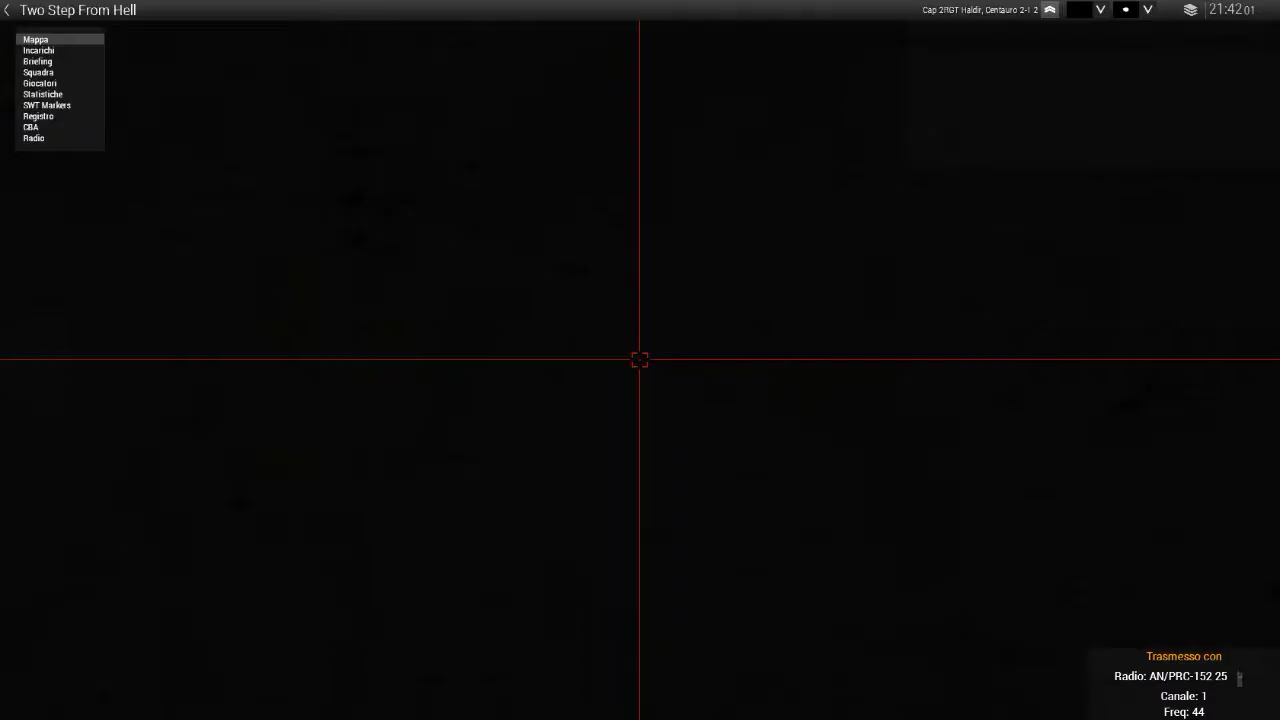 Two Step From Hell
Cap 2RGT Haldir, Centauro 2-1 2
21:42 01
Mappa
Incarichi
Briefing
Squadra
Giocatori
Statistiche
SWT Markers
Registro
CBA
Radio
Trasmesso con
Radio: AN/PRC-152 25
Canale: 1
Freq: 44